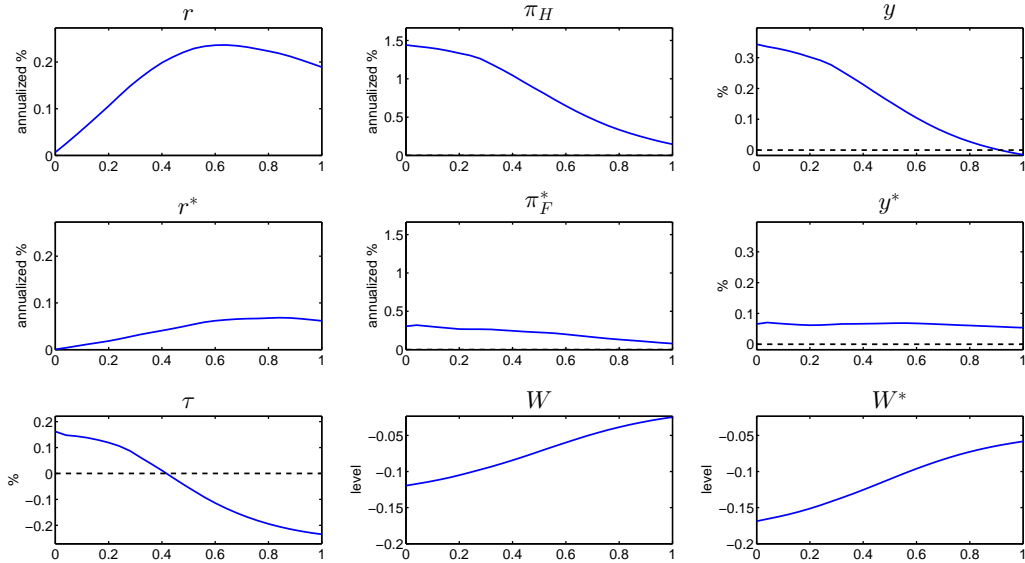 r π_H y
annualized % annualized % %
0.2 1.5 0.3
0.1 1 0.2
0 0.5 0.1
0 0
0 0.2 0.4 0.6 0.8 1 0 0.2 0.4 0.6 0.8 1 0 0.2 0.4 0.6 0.8 1
r* π*_F y*
annualized % annualized % %
0.2 1.5 0.3
0.1 1 0.2
0 0.5 0.1
0 0
0 0.2 0.4 0.6 0.8 1 0 0.2 0.4 0.6 0.8 1 0 0.2 0.4 0.6 0.8 1
τ W W*
% level level
0.2 −0.05 −0.05
0.1 −0.1 −0.1
0 −0.15 −0.15
−0.1 −0.2 −0.2
−0.2
0 0.2 0.4 0.6 0.8 1 0 0.2 0.4 0.6 0.8 1 0 0.2 0.4 0.6 0.8 1